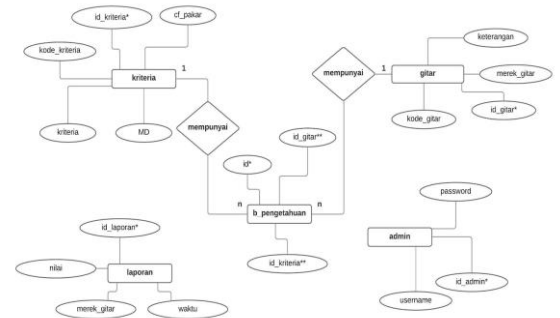 id_kriteria*
cf_pakar
kode_kriteria
kriteria
1
kriteria
MD
mempunyai
mempunyai
1
gitar
keterangan
merek_gitar
id_gitar*
kode_gitar
id_gitar**
id*
n
b_pengetahuan
n
id_kriteria**
id_laporan*
nilai
laporan
merek_gitar
waktu
password
admin
id_admin*
username